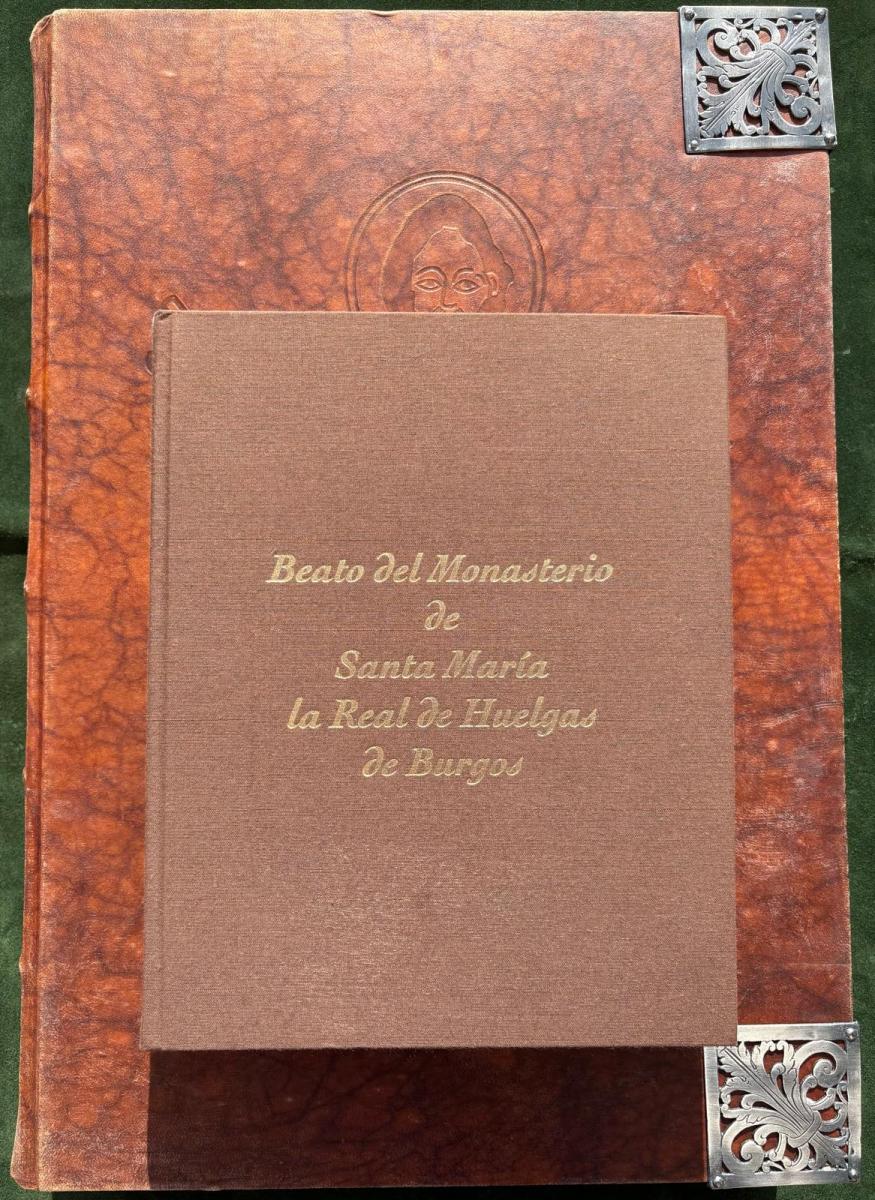 Beato del Monasterio
de
Santa María
la Real de Huelgas
de Burgos